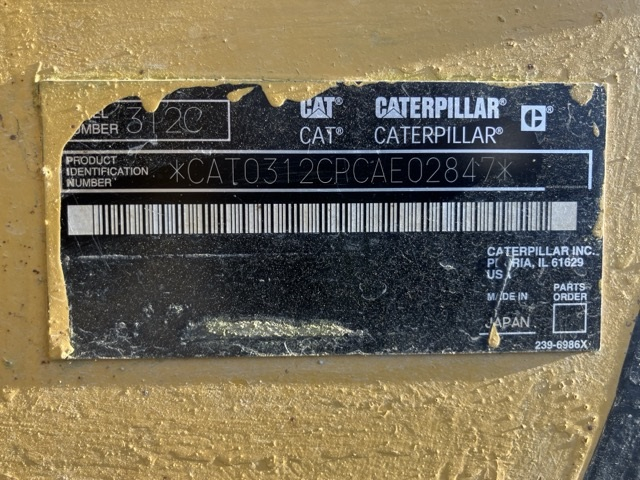 NUMBER 312C
CAT® CATERPILLAR®
CAT® CATERPILLAR®
PRODUCT
IDENTIFICATION
NUMBER
*CAT0312CPCAE02847*
CATERPILLAR INC.
IL 61629
MADE IN
JAPAN
PARTS
ORDER
239-6986X